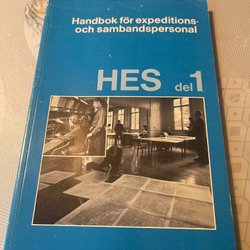 Handbok för expeditions-
och sambandspersonal
HES del 1